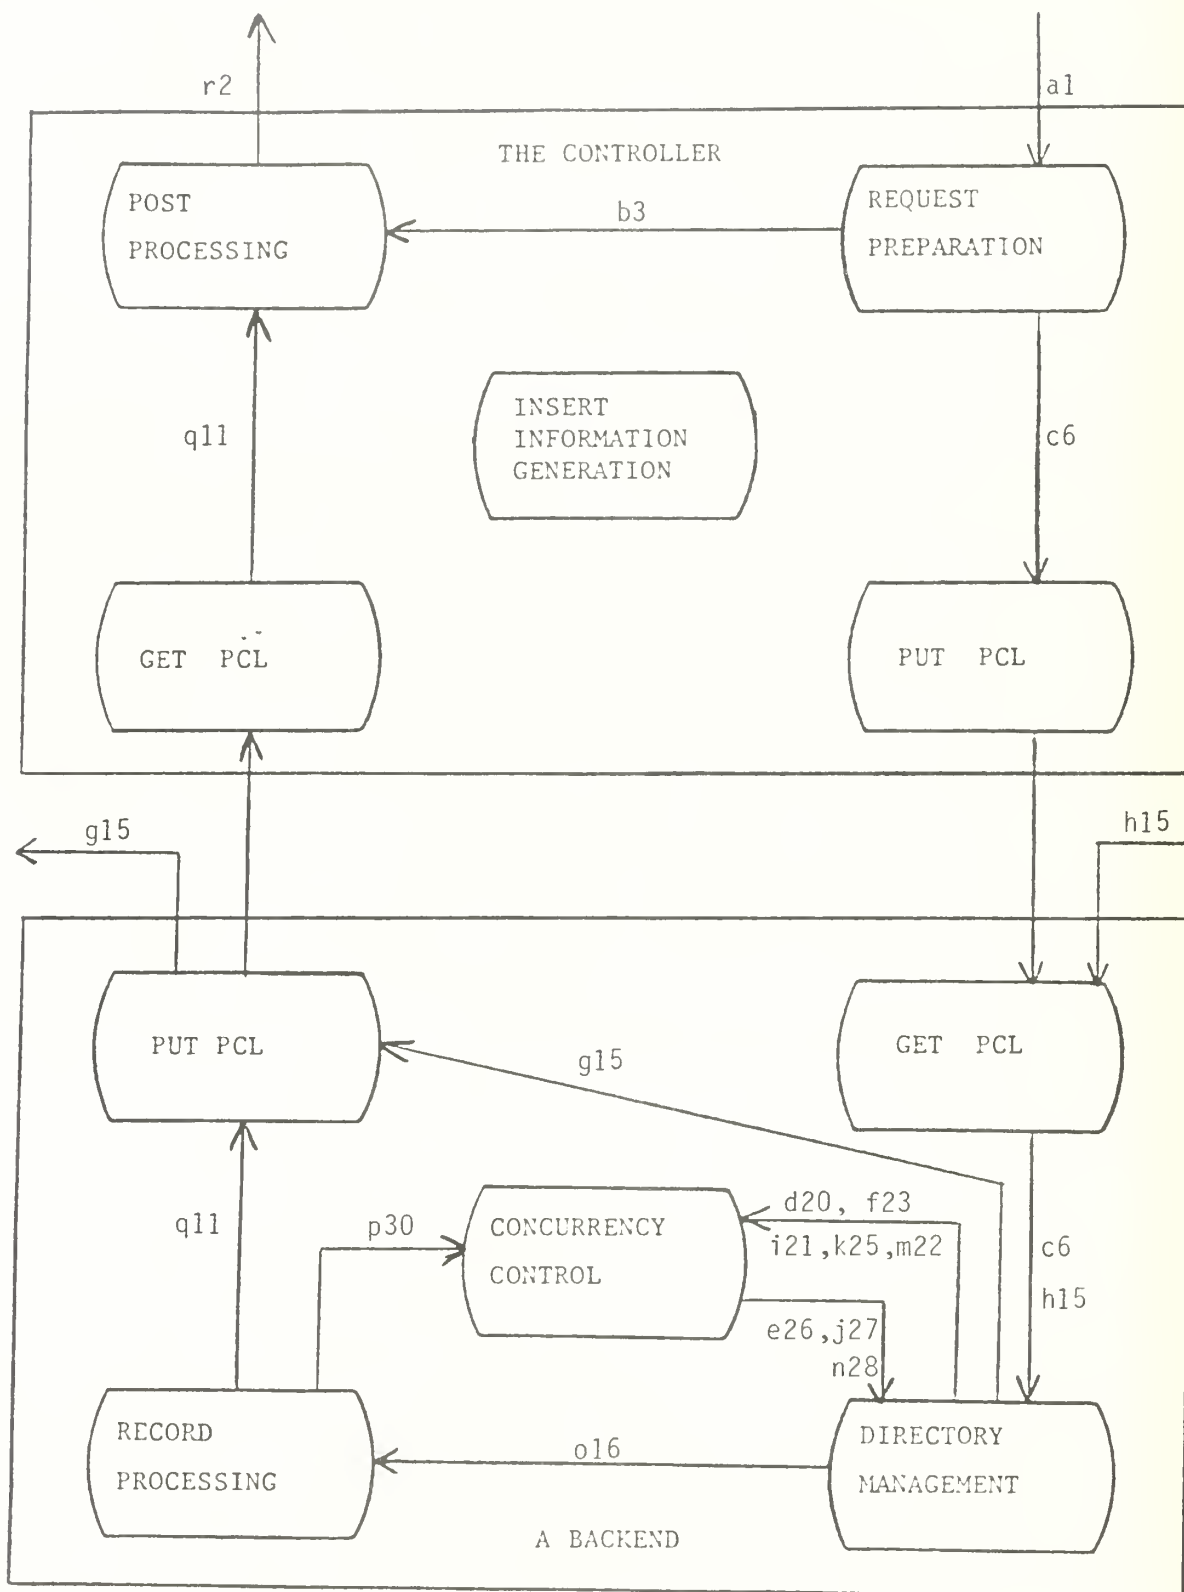 r2
a1
THE CONTROLLER
POST
PROCESSING
b3
REQUEST
PREPARATION
INSERT
INFORMATION
GENERATION
q11
c6
GET PCL
PUT PCL
g15
h15
PUT PCL
GET PCL
g15
q11
p30
CONCURRENCY
CONTROL
d20, f23
i21,k25,m22
c6
h15
e26,j27
n28
RECORD
PROCESSING
o16
DIRECTORY
MANAGEMENT
A BACKEND